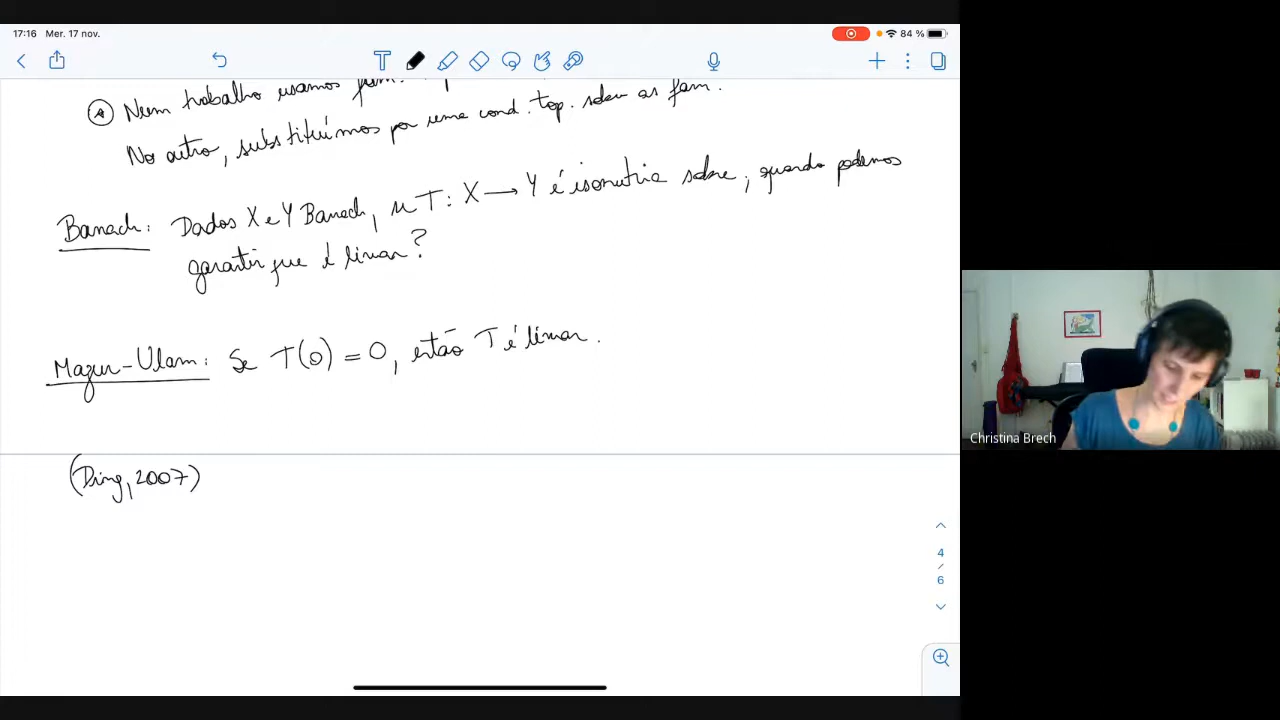 17:16 Mer. 17 nov.
84 %
(*) Num trabalho usamos fam.
No outro, substituímos por uma cond. top. sobre as fam.
Banach: Dados X e Y Banach, se T: X → Y é isometria sobre, quando podemos
garantir que é linear?
Mazur-Ulam: Se T(0) = 0, então T é linear.
(Ding, 2007)
4
/
6
Christina Brech